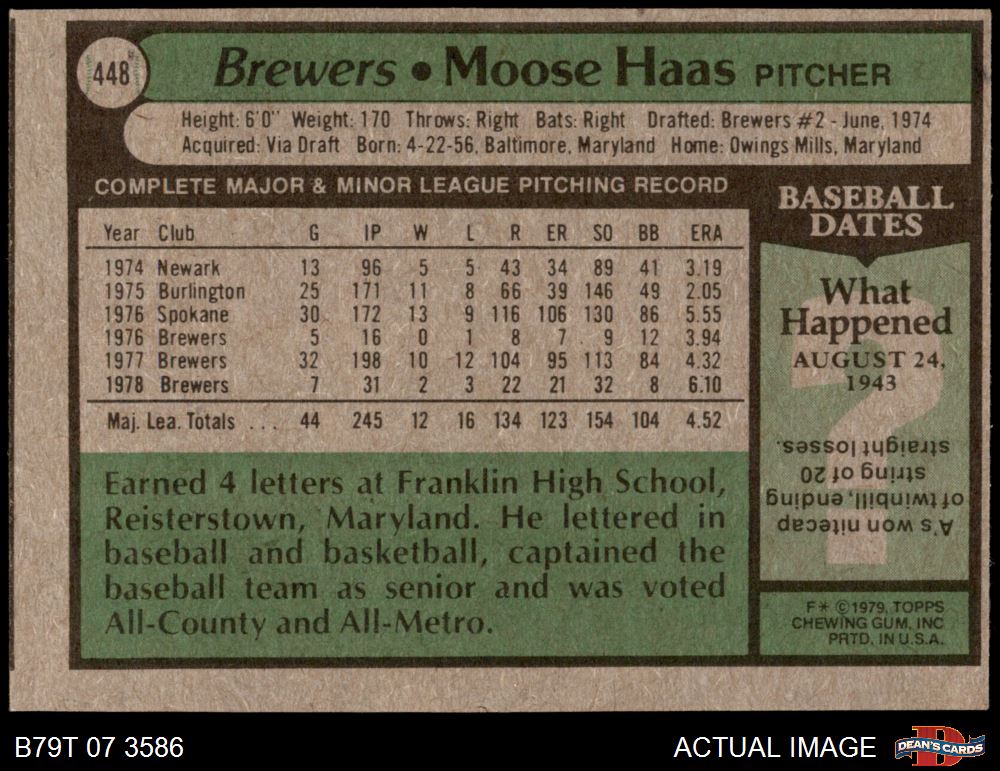 448
Brewers • Moose Haas PITCHER
Height: 6'0" Weight: 170 Throws: Right Bats: Right Drafted: Brewers #2 - June, 1974
Acquired: Via Draft Born: 4-22-56, Baltimore, Maryland Home: Owings Mills, Maryland
COMPLETE MAJOR & MINOR LEAGUE PITCHING RECORD
Year Club G IP W L R ER SO BB ERA
1974 Newark 13 96 5 5 43 34 89 41 3.19
1975 Burlington 25 171 11 8 66 39 146 49 2.05
1976 Spokane 30 172 13 9 116 106 130 86 5.55
1976 Brewers 5 16 0 1 8 7 9 12 3.94
1977 Brewers 32 198 10 12 104 95 113 84 4.32
1978 Brewers 7 31 2 3 22 21 32 8 6.10
Maj. Lea. Totals ... 44 245 12 16 134 123 154 104 4.52
Earned 4 letters at Franklin High School,
Reisterstown, Maryland. He lettered in
baseball and basketball, captained the
baseball team as senior and was voted
All-County and All-Metro.
BASEBALL
DATES
What
Happened
AUGUST 24,
1943
?
A's won nitecap
of twinbill, ending
string of 20
straight losses.
F* ©1979, TOPPS
CHEWING GUM, INC
PRTD. IN U.S.A.
B79T 07 3586
ACTUAL IMAGE
D
DEAN'S CARDS